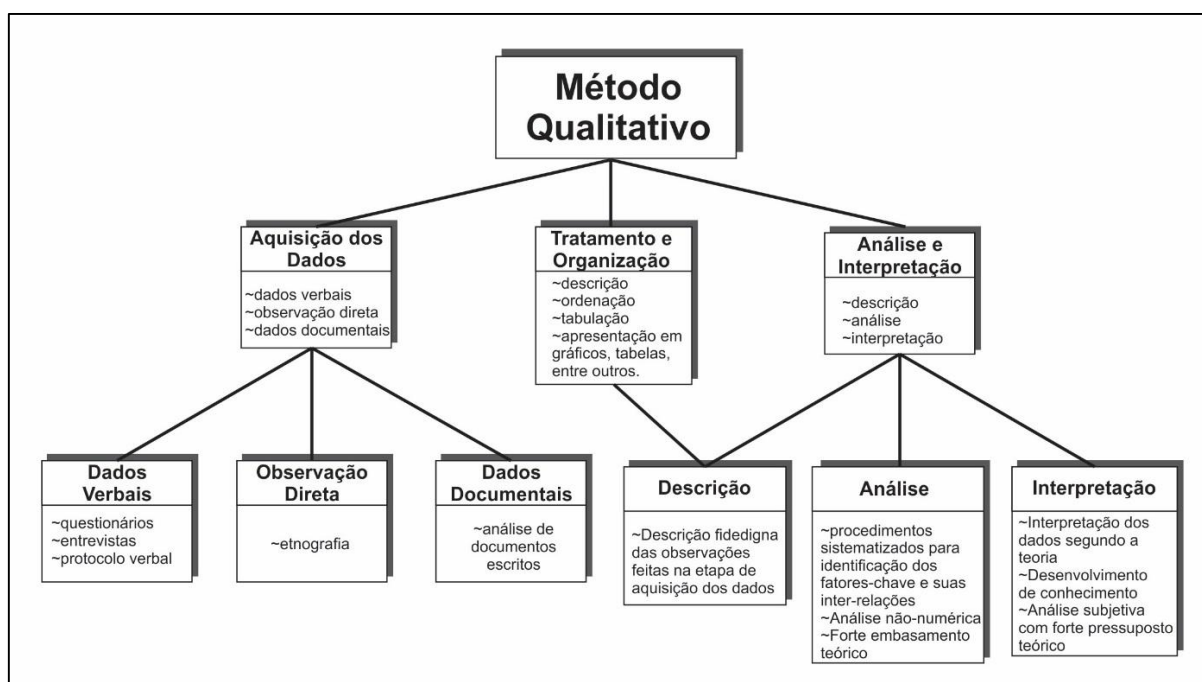 Método
Qualitativo
Aquisição dos
Dados
~dados verbais
~observação direta
~dados documentais
Tratamento e
Organização
~descrição
~ordenação
~tabulação
~apresentação em
gráficos, tabelas,
entre outros.
Análise e
Interpretação
~descrição
~análise
~interpretação
Dados
Verbais
~questionários
~entrevistas
~protocolo verbal
Observação
Direta
~etnografia
Dados
Documentais
~análise de
documentos
escritos
Descrição
~Descrição fidedigna
das observações
feitas na etapa de
aquisição dos dados
Análise
~procedimentos
sistematizados para
identificação dos
fatores-chave e suas
inter-relações
~Análise não-numérica
~Forte embasamento
teórico
Interpretação
~Interpretação dos
dados segundo a
teoria
~Desenvolvimento
de conhecimento
~Análise subjetiva
com forte pressuposto
teórico